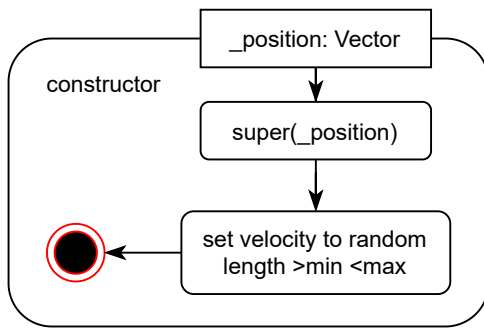 _position: Vector
constructor
super(_position)
set velocity to random
length >min <max